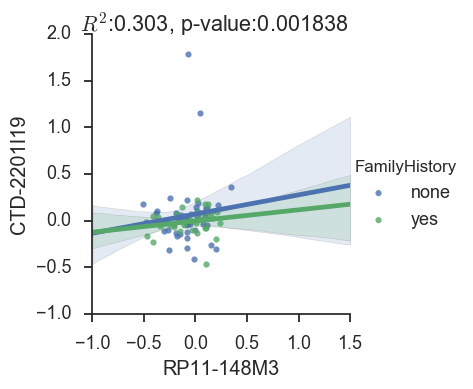 R²:0.303, p-value:0.001838
CTD-2201I19
2.0
1.5
1.0
0.5
0.0
−0.5
−1.0
−1.0 −0.5 0.0 0.5 1.0 1.5
RP11-148M3
FamilyHistory
none
yes